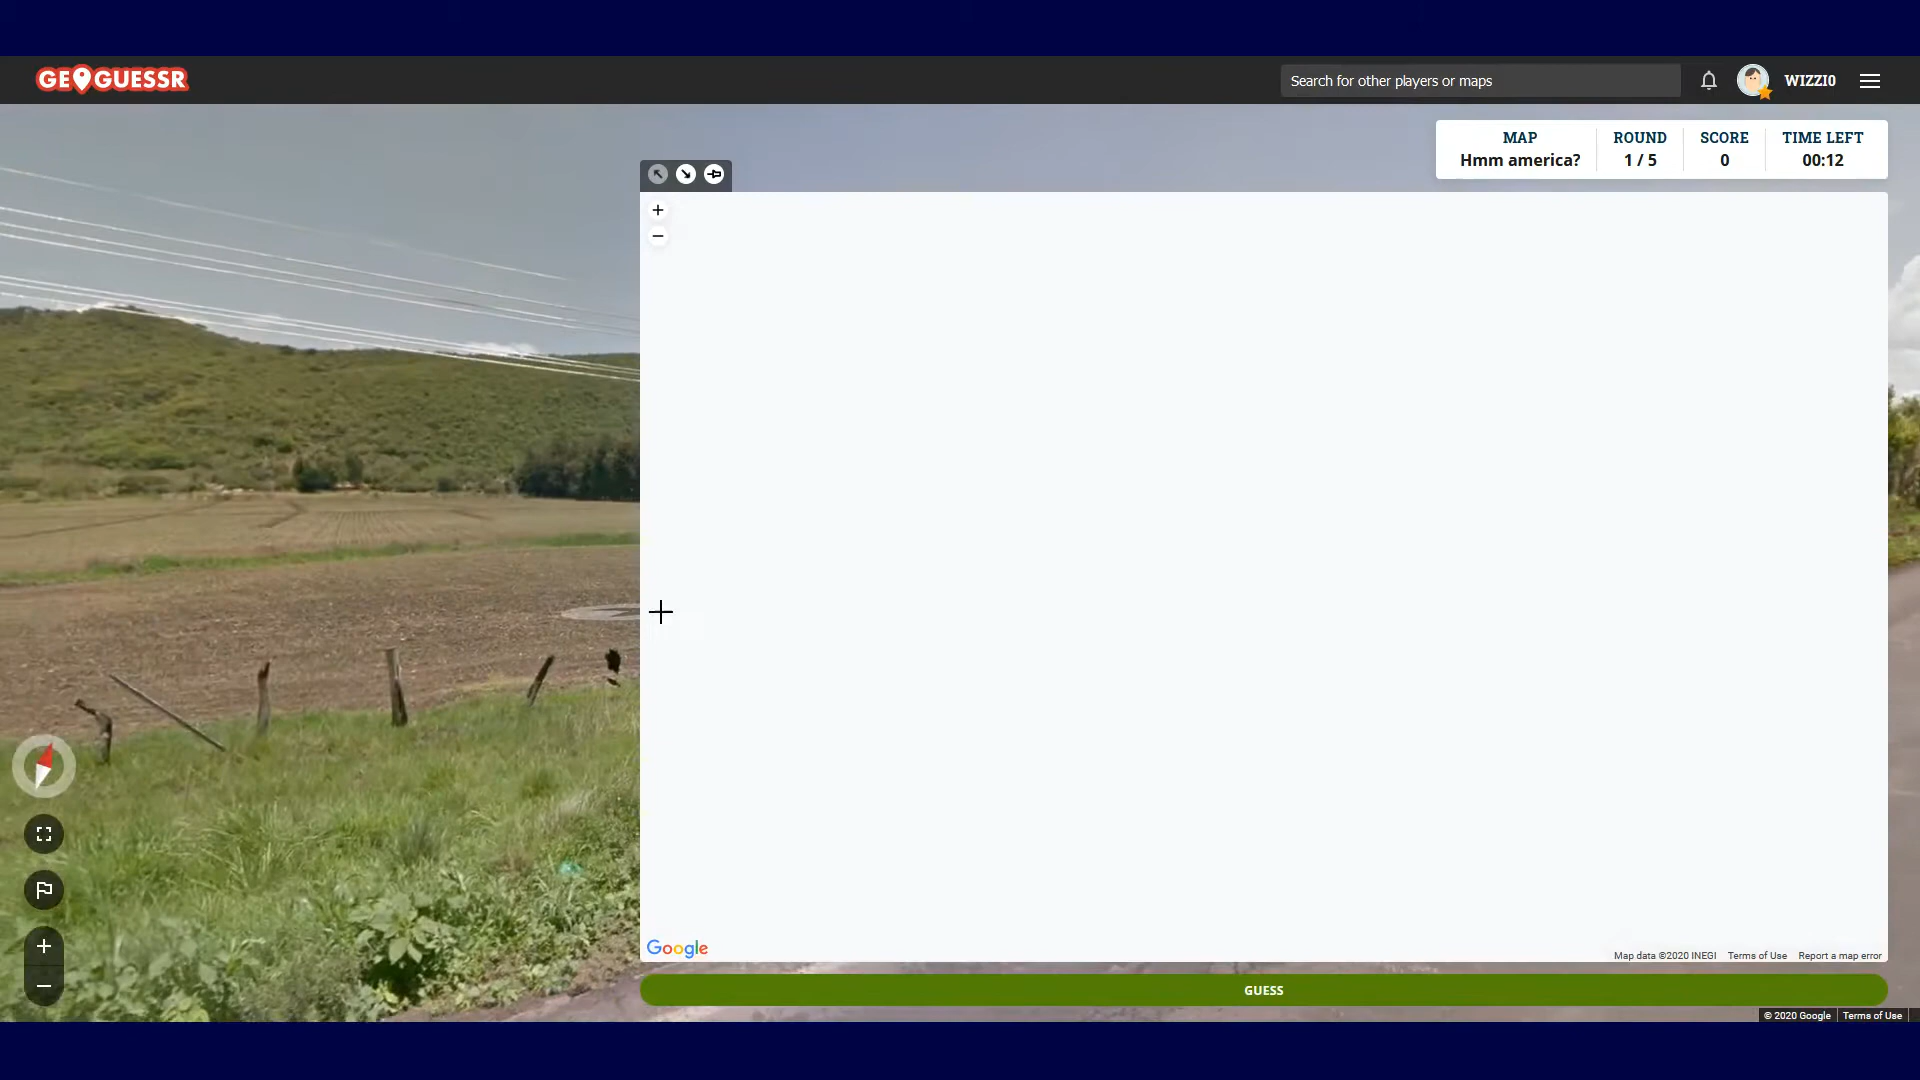 GEOGUESSR
Search for other players or maps
WIZZI0
MAP
Hmm america?
ROUND
1 / 5
SCORE
0
TIME LEFT
00:12
Google
Map data ©2020 INEGI
Terms of Use
Report a map error
GUESS
© 2020 Google
Terms of Use